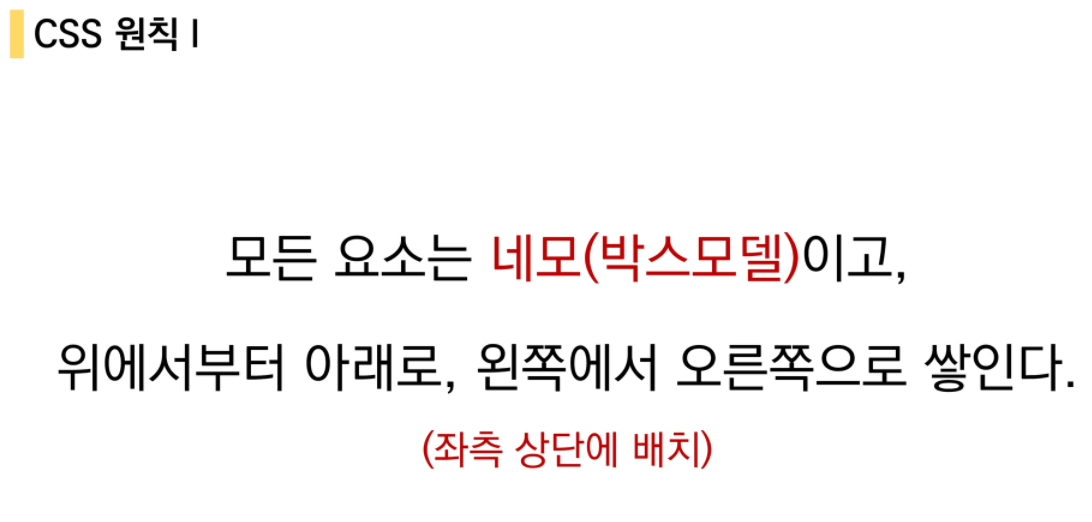 CSS 원칙 I
모든 요소는 네모(박스모델)이고,
위에서부터 아래로, 왼쪽에서 오른쪽으로 쌓인다.
(좌측 상단에 배치)